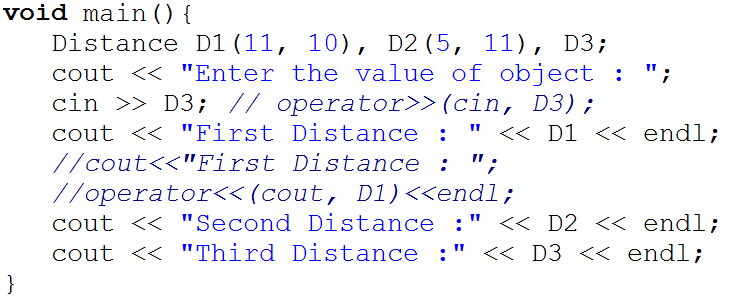 void main(){
Distance D1(11, 10), D2(5, 11), D3;
cout << "Enter the value of object : ";
cin >> D3; // operator>>(cin, D3);
cout << "First Distance : " << D1 << endl;
//cout<<"First Distance : ";
//operator<<(cout, D1)<<endl;
cout << "Second Distance :" << D2 << endl;
cout << "Third Distance :" << D3 << endl;
}